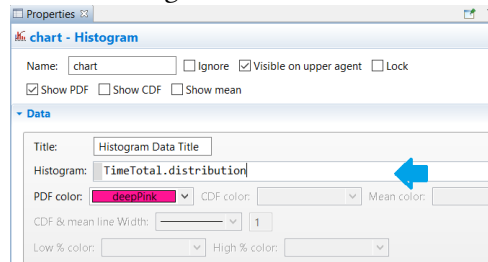 Properties
chart - Histogram
Name: chart Ignore Visible on upper agent Lock
Show PDF Show CDF Show mean
Data
Title: Histogram Data Title
Histogram: TimeTotal.distribution
PDF color: deepPink CDF color: Mean color:
CDF & mean line Width: 1
Low % color: High % color: